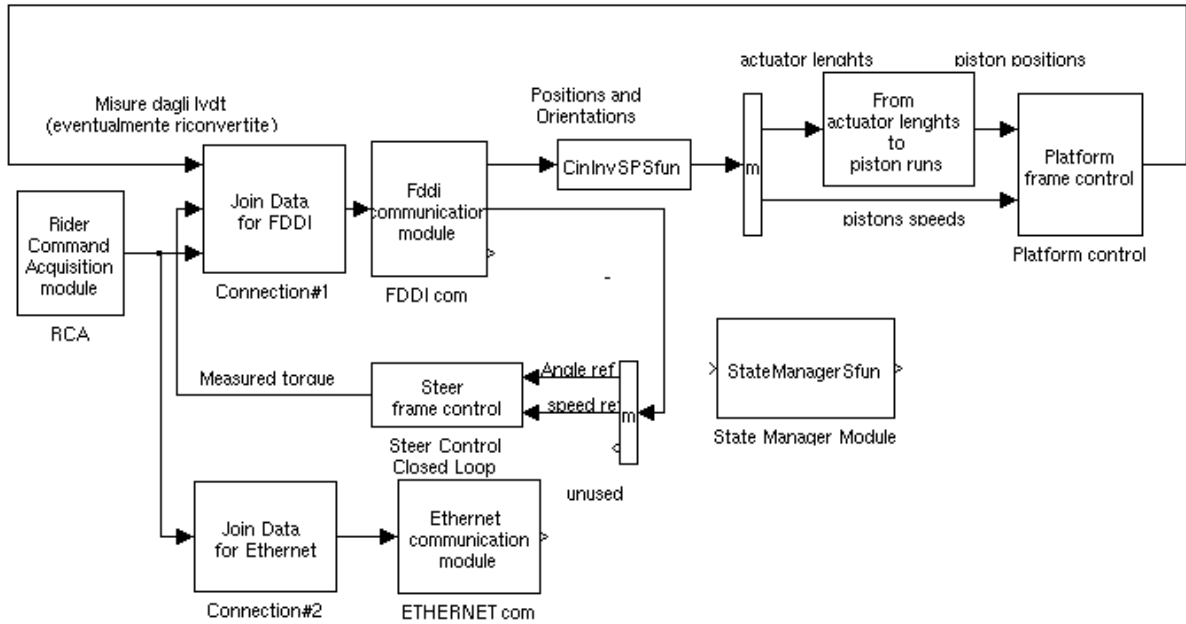 actuator lenghts
piston positions
Misure dagli lvdt
(eventualmente riconvertite)
Positions and
Orientations
From
actuator lenghts
to
piston runs
Rider
Command
Acquisition
module
RCA
Join Data
for FDDI
Connection#1
Fddi
communication
module
FDDI com
CinInvSPSfun
m
pistons speeds
Platform
frame control
Platform control
-
Measured torque
Steer
frame control
Steer Control
Closed Loop
Angle ref
speed ref
m
unused
StateManagerSfun
State Manager Module
Join Data
for Ethernet
Connection#2
Ethernet
communication
module
ETHERNET com